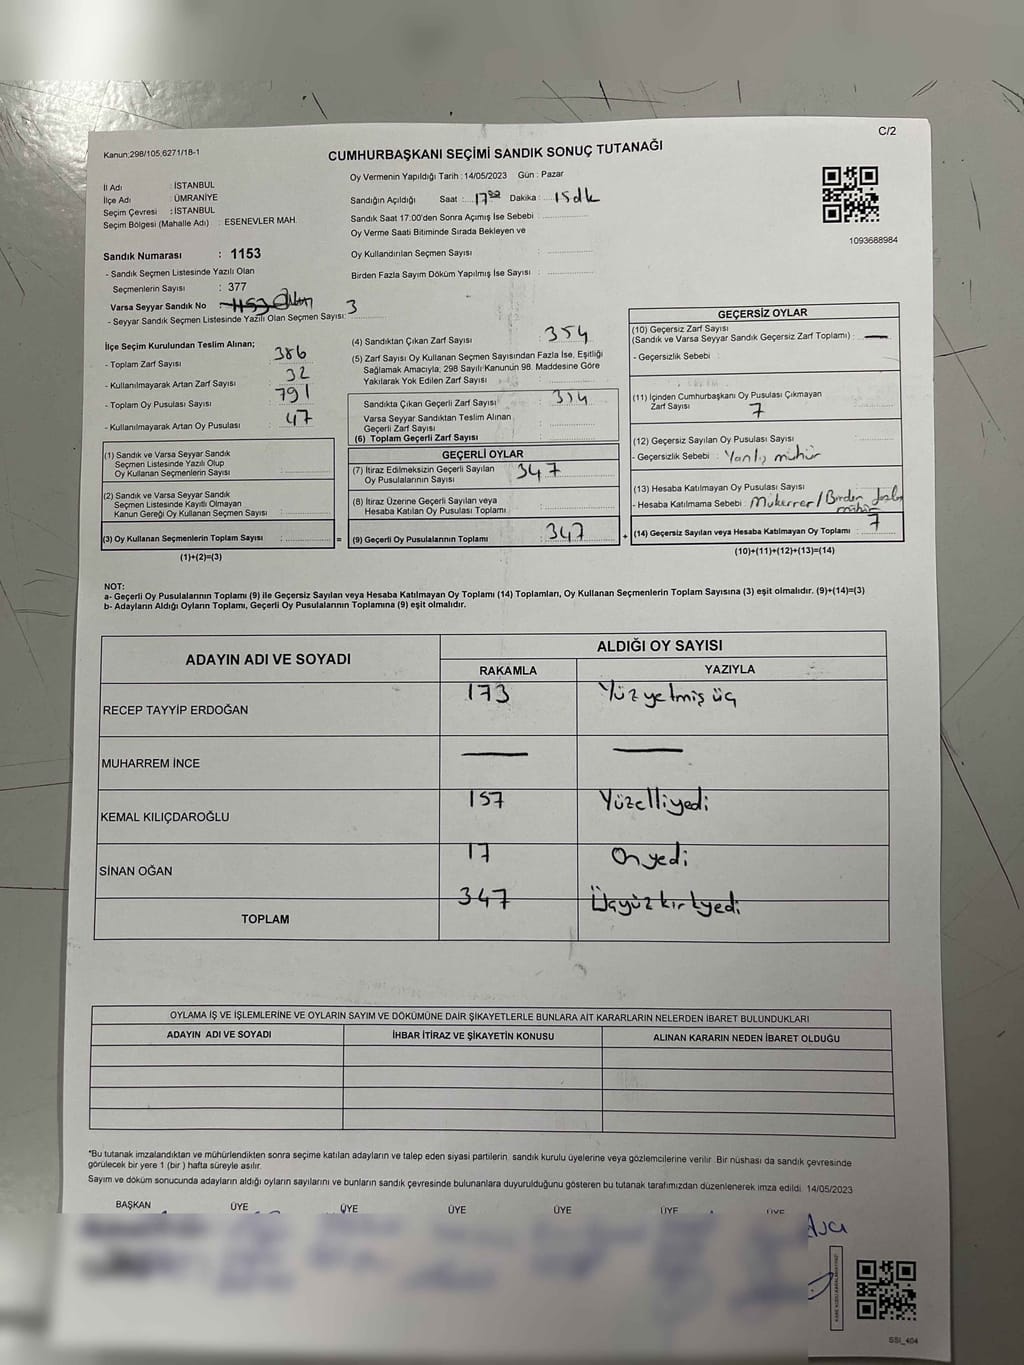 C/2
Kanun;298/105;6271/18-1
CUMHURBAŞKANI SEÇİMİ SANDIK SONUÇ TUTANAĞI
İl Adı : İSTANBUL
İlçe Adı : ÜMRANİYE
Seçim Çevresi : İSTANBUL
Seçim Bölgesi (Mahalle Adı) : ESENEVLER MAH.
Oy Vermenin Yapıldığı Tarih : 14/05/2023 Gün : Pazar
Sandığın Açıldığı Saat : 17:00 Dakika : 15dk
Sandık Saat 17.00'den Sonra Açımış İse Sebebi :
Oy Verme Saati Bitiminde Sırada Bekleyen ve
Oy Kullandırılan Seçmen Sayısı :
Birden Fazla Sayım Döküm Yapılmış İse Sayısı :
1093688984
Sandık Numarası : 1153
- Sandık Seçmen Listesinde Yazılı Olan
Seçmenlerin Sayısı : 377
Varsa Seyyar Sandık No :
- Seyyar Sandık Seçmen Listesinde Yazılı Olan Seçmen Sayısı: 3
İlçe Seçim Kurulundan Teslim Alınan;
- Toplam Zarf Sayısı : 386
- Kullanılmayarak Artan Zarf Sayısı : 32
- Toplam Oy Pusulası Sayısı : 791
- Kullanılmayarak Artan Oy Pusulası : 47
(1) Sandık ve Varsa Seyyar Sandık
Seçmen Listesinde Yazılı Olup
Oy Kullanan Seçmenlerin Sayısı :
(2) Sandık ve Varsa Seyyar Sandık
Seçmen Listesinde Kayıtlı Olmayan
Kanun Gereği Oy Kullanan Seçmen Sayısı :
(3) Oy Kullanan Seçmenlerin Toplam Sayısı :
(1)+(2)=(3)
=
(4) Sandıktan Çıkan Zarf Sayısı : 354
(5) Zarf Sayısı Oy Kullanan Seçmen Sayısından Fazla İse, Eşitliği
Sağlamak Amacıyla, 298 Sayılı Kanunun 98. Maddesine Göre
Yakılarak Yok Edilen Zarf Sayısı :
Sandıkta Çıkan Geçerli Zarf Sayısı : 354
Varsa Seyyar Sandıktan Teslim Alınan
Geçerli Zarf Sayısı :
(6) Toplam Geçerli Zarf Sayısı :
GEÇERLİ OYLAR
(7) İtiraz Edilmeksizin Geçerli Sayılan
Oy Pusulalarının Sayısı : 347
(8) İtiraz Üzerine Geçerli Sayılan veya
Hesaba Katılan Oy Pusulası Toplamı :
(9) Geçerli Oy Pusulalarının Toplamı : 347
+
GEÇERSİZ OYLAR
(10) Geçersiz Zarf Sayısı
(Sandık ve Varsa Seyyar Sandık Geçersiz Zarf Toplamı) : —
- Geçersizlik Sebebi :
(11) İçinden Cumhurbaşkanı Oy Pusulası Çıkmayan
Zarf Sayısı : 7
(12) Geçersiz Sayılan Oy Pusulası Sayısı :
- Geçersizlik Sebebi : Yanlış mühür
(13) Hesaba Katılmayan Oy Pusulası Sayısı :
- Hesaba Katılmama Sebebi : Mükerrer/Birden fazla
mühür
(14) Geçersiz Sayılan veya Hesaba Katılmayan Oy Toplamı : 7
(10)+(11)+(12)+(13)=(14)
NOT:
a- Geçerli Oy Pusulalarının Toplamı (9) ile Geçersiz Sayılan veya Hesaba Katılmayan Oy Toplamı (14) Toplamları, Oy Kullanan Seçmenlerin Toplam Sayısına (3) eşit olmalıdır. (9)+(14)=(3)
b- Adayların Aldığı Oyların Toplamı, Geçerli Oy Pusulalarının Toplamına (9) eşit olmalıdır.
ADAYIN ADI VE SOYADI
ALDIĞI OY SAYISI
RAKAMLA YAZIYLA
RECEP TAYYİP ERDOĞAN 173 Yüz yetmiş üç
MUHARREM İNCE — —
KEMAL KILIÇDAROĞLU 157 Yüzelliyedi
SİNAN OĞAN 17 On yedi
TOPLAM 347 Üçyüz kırkyedi
OYLAMA İŞ VE İŞLEMLERİNE VE OYLARIN SAYIM VE DÖKÜMÜNE DAİR ŞİKAYETLERLE BUNLARA AİT KARARLARIN NELERDEN İBARET BULUNDUKLARI
ADAYIN ADI VE SOYADI İHBAR İTİRAZ VE ŞİKAYETİN KONUSU ALINAN KARARIN NEDEN İBARET OLDUĞU
*Bu tutanak imzalandıktan ve mühürlendikten sonra seçime katılan adayların ve talep eden siyasi partilerin, sandık kurulu üyelerine veya gözlemcilerine verilir. Bir nüshası da sandık çevresinde
görülecek bir yere 1 (bir ) hafta süreyle asılır.
Sayım ve döküm sonucunda adayların aldığı oyların sayılarını ve bunların sandık çevresinde bulunanlara duyurulduğunu gösteren bu tutanak tarafımızdan düzenlenerek imza edildi. 14/05/2023
BAŞKAN ÜYE ÜYE ÜYE ÜYE ÜYE ÜYE
SSI_404